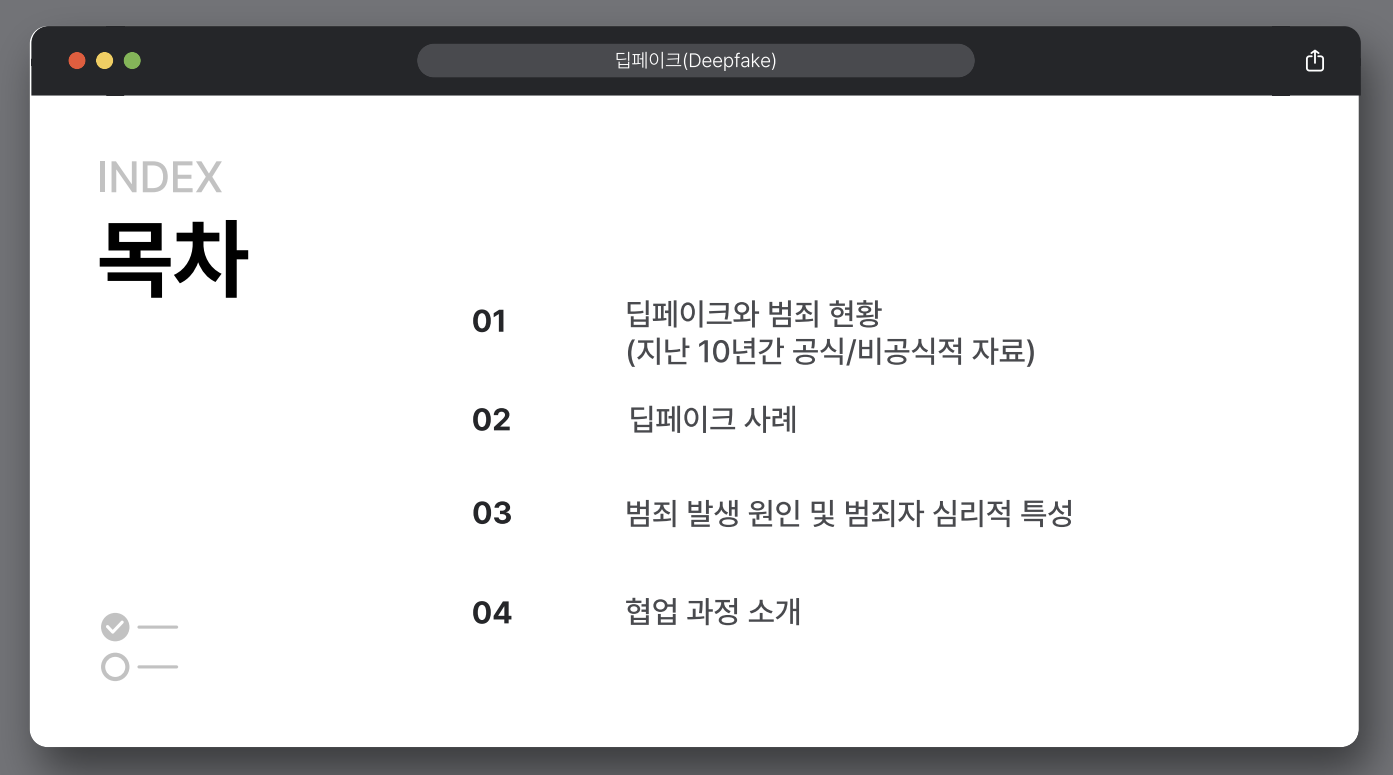 딥페이크(Deepfake)
INDEX
목차
01
딥페이크와 범죄 현황
(지난 10년간 공식/비공식적 자료)
02
딥페이크 사례
03
범죄 발생 원인 및 범죄자 심리적 특성
04
협업 과정 소개